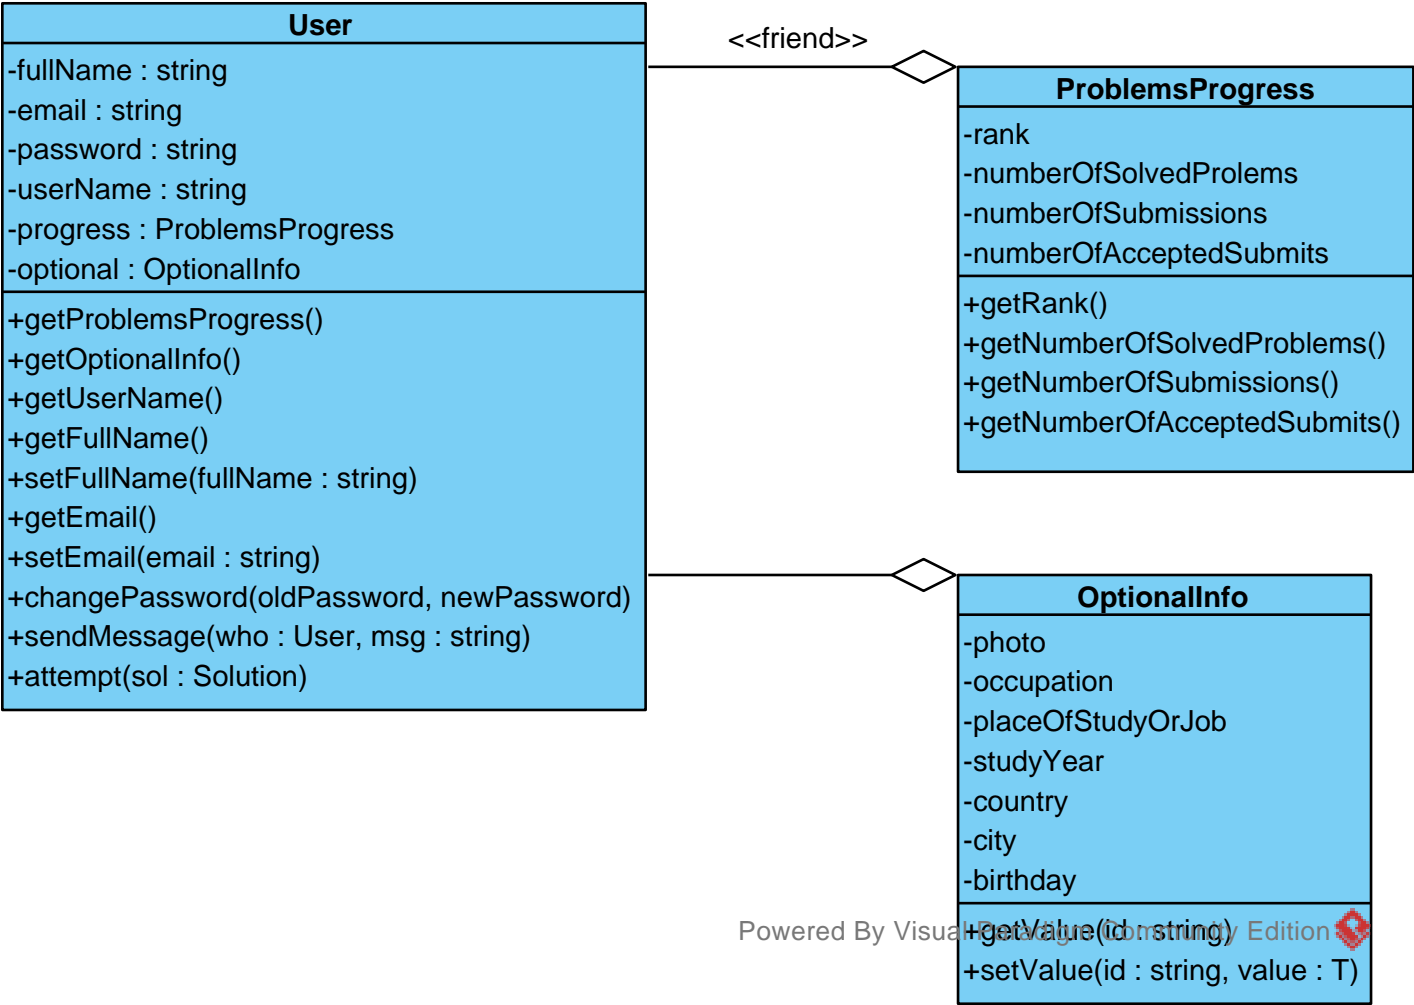 User
-fullName : string
-email : string
-password : string
-userName : string
-progress : ProblemsProgress
-optional : OptionalInfo
+getProblemsProgress()
+getOptionalInfo()
+getUserName()
+getFullName()
+setFullName(fullName : string)
+getEmail()
+setEmail(email : string)
+changePassword(oldPassword, newPassword)
+sendMessage(who : User, msg : string)
+attempt(sol : Solution)
<<friend>>
ProblemsProgress
-rank
-numberOfSolvedProlems
-numberOfSubmissions
-numberOfAcceptedSubmits
+getRank()
+getNumberOfSolvedProblems()
+getNumberOfSubmissions()
+getNumberOfAcceptedSubmits()
OptionalInfo
-photo
-occupation
-placeOfStudyOrJob
-studyYear
-country
-city
-birthday
+getValue(id : string)
+setValue(id : string, value : T)
Powered By Visual Paradigm Community Edition